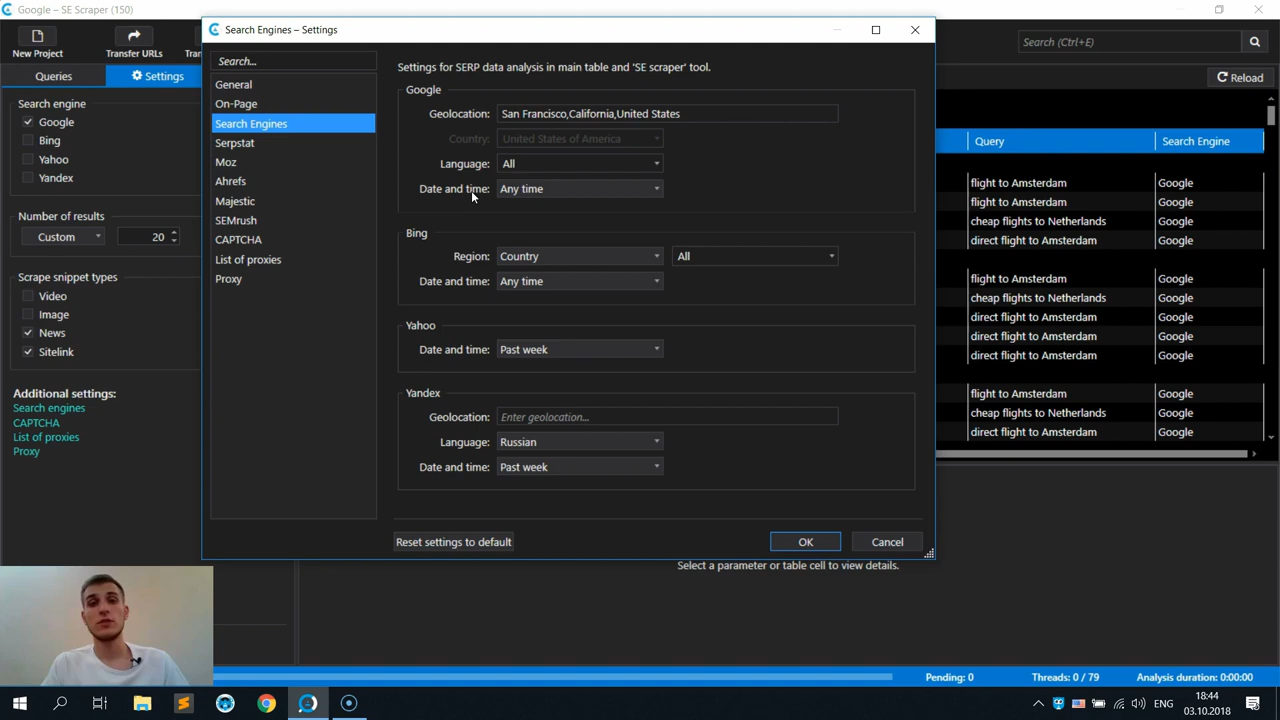 Google – SE Scraper (150)
New Project
Transfer URLs
Search (Ctrl+E)
Queries
Settings
Reload
Search engine
Google
Bing
Yahoo
Yandex
Number of results
Custom
20
Scrape snippet types
Video
Image
News
Sitelink
Additional settings:
Search engines
CAPTCHA
List of proxies
Proxy
Search Engines – Settings
Search...
General
On-Page
Search Engines
Serpstat
Moz
Ahrefs
Majestic
SEMrush
CAPTCHA
List of proxies
Proxy
Settings for SERP data analysis in main table and 'SE scraper' tool.
Google
Geolocation: San Francisco,California,United States
Country: United States of America
Language: All
Date and time: Any time
Bing
Region: Country All
Date and time: Any time
Yahoo
Date and time: Past week
Yandex
Geolocation: Enter geolocation...
Language: Russian
Date and time: Past week
Reset settings to default
OK
Cancel
Query Search Engine
flight to Amsterdam Google
flight to Amsterdam Google
cheap flights to Netherlands Google
direct flight to Amsterdam Google
flight to Amsterdam Google
cheap flights to Netherlands Google
direct flight to Amsterdam Google
direct flight to Amsterdam Google
direct flight to Amsterdam Google
flight to Amsterdam Google
cheap flights to Netherlands Google
direct flight to Amsterdam Google
Select a parameter or table cell to view details.
Pending: 0 Threads: 0 / 79 Analysis duration: 0:00:00
ENG
18:44
03.10.2018